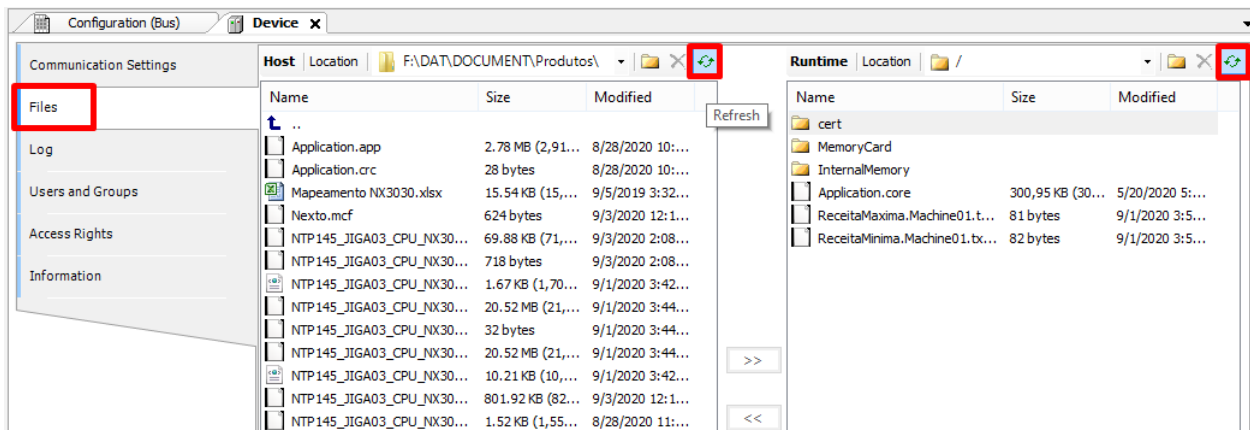 Configuration (Bus)
Device X
Communication Settings
Files
Log
Users and Groups
Access Rights
Information
Host Location F:\DAT\DOCUMENT\Produtos\
Name Size Modified
..
Application.app 2.78 MB (2,91... 8/28/2020 10:...
Application.crc 28 bytes 8/28/2020 10:...
Mapeamento NX3030.xlsx 15.54 KB (15,... 9/5/2019 3:32...
Nexto.mcf 624 bytes 9/3/2020 12:1...
NTP145_JIGA03_CPU_NX30... 69.88 KB (71,... 9/3/2020 2:08...
NTP145_JIGA03_CPU_NX30... 718 bytes 9/3/2020 2:08...
NTP145_JIGA03_CPU_NX30... 1.67 KB (1,70... 9/1/2020 3:42...
NTP145_JIGA03_CPU_NX30... 20.52 MB (21,... 9/1/2020 3:44...
NTP145_JIGA03_CPU_NX30... 32 bytes 9/1/2020 3:44...
NTP145_JIGA03_CPU_NX30... 20.52 MB (21,... 9/1/2020 3:44...
NTP145_JIGA03_CPU_NX30... 10.21 KB (10,... 9/1/2020 3:42...
NTP145_JIGA03_CPU_NX30... 801.92 KB (82... 9/3/2020 12:1...
NTP145_JIGA03_CPU_NX30... 1.52 KB (1,55... 8/28/2020 11:...
Refresh
>>
<<
Runtime Location /
Name Size Modified
cert
MemoryCard
InternalMemory
Application.core 300,95 KB (30... 5/20/2020 5:...
ReceitaMaxima.Machine01.t... 81 bytes 9/1/2020 3:5...
ReceitaMinima.Machine01.tx... 82 bytes 9/1/2020 3:5...